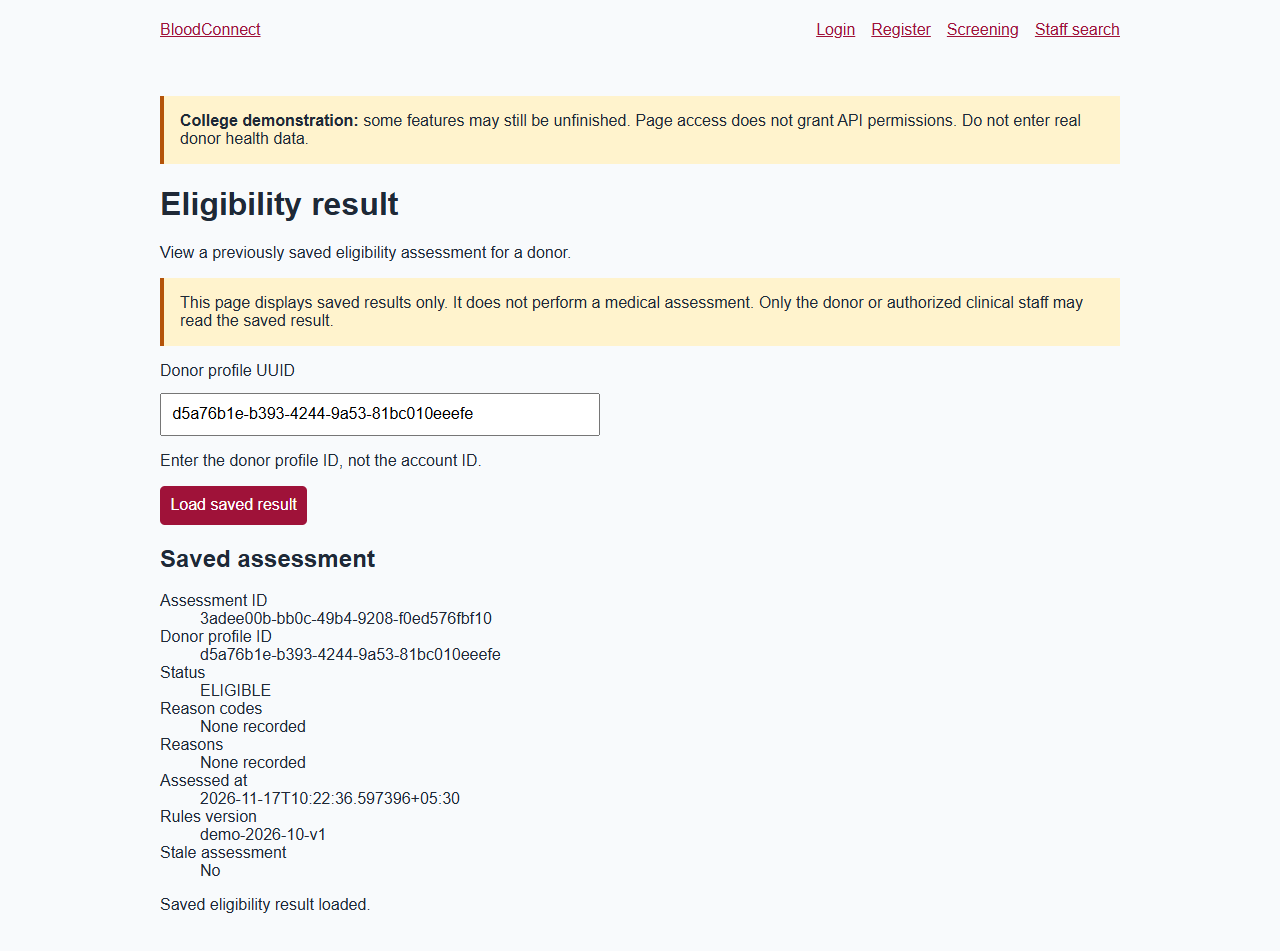 BloodConnect
Login Register Screening Staff search
College demonstration: some features may still be unfinished. Page access does not grant API permissions. Do not enter real
donor health data.
Eligibility result
View a previously saved eligibility assessment for a donor.
This page displays saved results only. It does not perform a medical assessment. Only the donor or authorized clinical staff may
read the saved result.
Donor profile UUID
d5a76b1e-b393-4244-9a53-81bc010eeefe
Enter the donor profile ID, not the account ID.
Load saved result
Saved assessment
Assessment ID
3adee00b-bb0c-49b4-9208-f0ed576fbf10
Donor profile ID
d5a76b1e-b393-4244-9a53-81bc010eeefe
Status
ELIGIBLE
Reason codes
None recorded
Reasons
None recorded
Assessed at
2026-11-17T10:22:36.597396+05:30
Rules version
demo-2026-10-v1
Stale assessment
No
Saved eligibility result loaded.